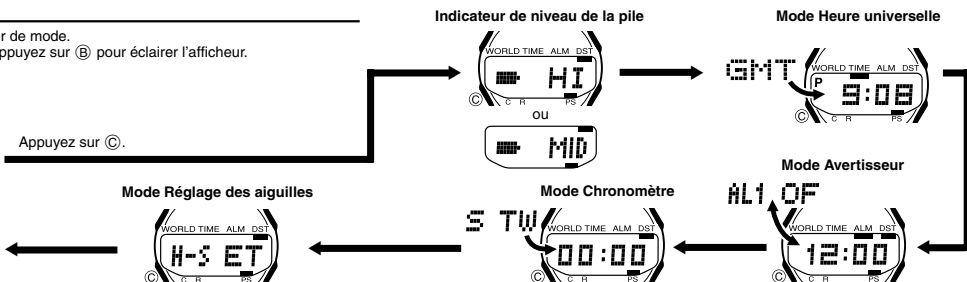 er de mode.
ppuyez sur Ⓑ pour éclairer l'afficheur.
Appuyez sur Ⓒ.
Indicateur de niveau de la pile
WORLD TIME ALM DST
HI
Ⓒ C R PS
ou
MID
Mode Heure universelle
GMT
WORLD TIME ALM DST
P 9:08
Ⓒ C R PS
Mode Avertisseur
AL1 OF
WORLD TIME ALM DST
12:00
Ⓒ C R PS
Mode Chronomètre
S TW
WORLD TIME ALM DST
00:00
Ⓒ C R PS
Mode Réglage des aiguilles
WORLD TIME ALM DST
H-S ET
Ⓒ C R PS